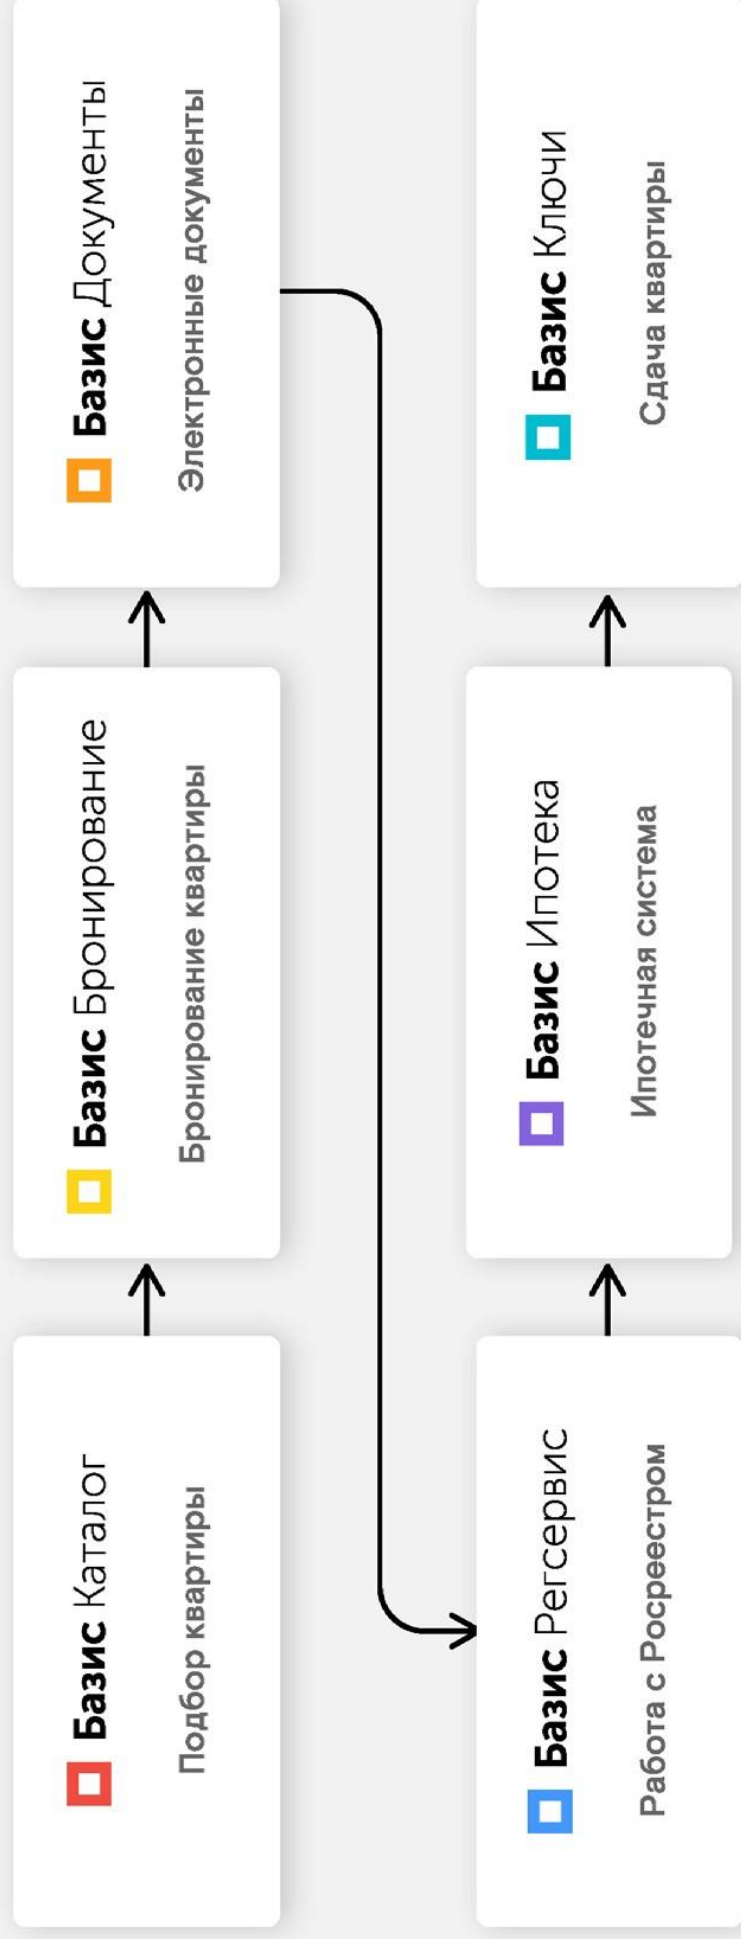 Базис Каталог
Подбор квартиры
Базис Бронирование
Бронирование квартиры
Базис Документы
Электронные документы
Базис Регсервис
Работа с Росреестром
Базис Ипотека
Ипотечная система
Базис Ключи
Сдача квартиры